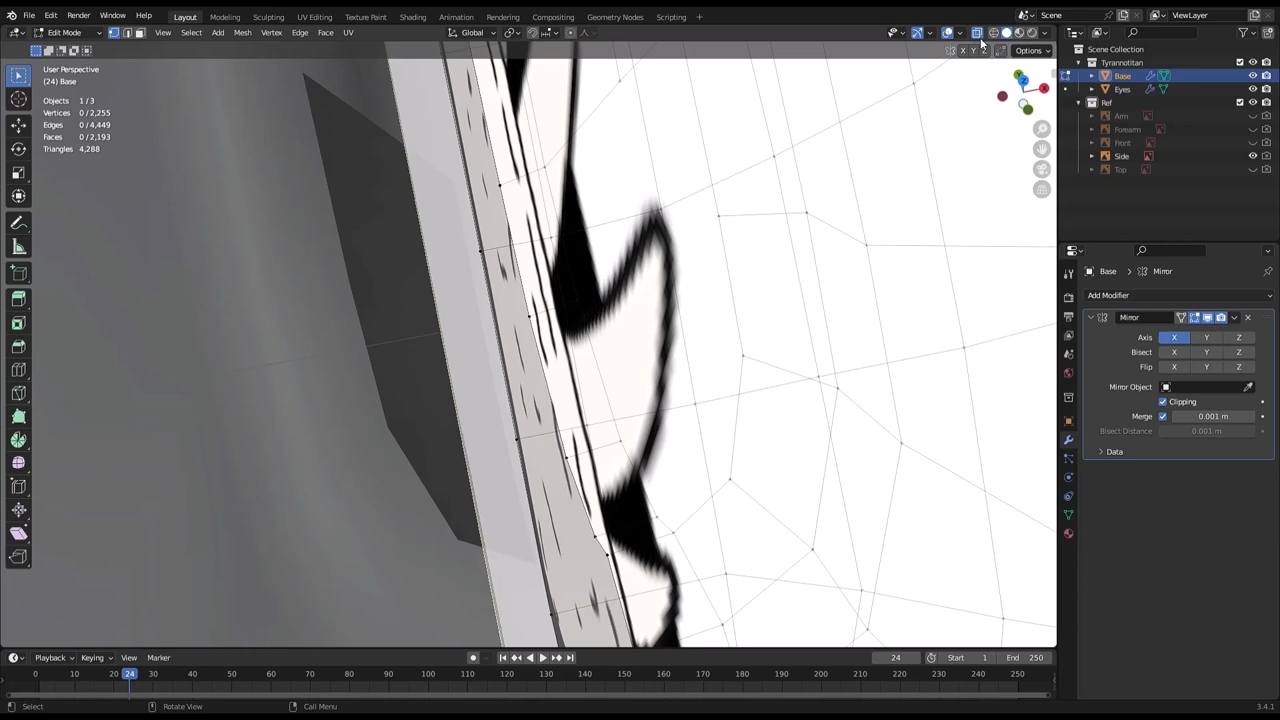 File Edit Render Window Help Layout Modeling Sculpting UV Editing Texture Paint Shading Animation Rendering Compositing Geometry Nodes Scripting + Scene ViewLayer
Edit Mode View Select Add Mesh Vertex Edge Face UV Global
X Y Z Options
User Perspective
(24) Base
Objects 1/3
Vertices 0/2,255
Edges 0/4,449
Faces 0/2,193
Triangles 4,288
Y
Z
X
Scene Collection
Tyrannotitan
Base
Eyes
Ref
Arm
Forearm
Front
Side
Top
Base Mirror
Add Modifier
Mirror
Axis X Y Z
Bisect X Y Z
Flip X Y Z
Mirror Object
Clipping
Merge 0.001 m
Bisect Distance 0.001 m
Data
Playback Keying View Marker 24 Start 1 End 250
0 10 20 24 30 40 50 60 70 80 90 100 110 120 130 140 150 160 170 180 190 200 210 220 230 240 250
Select Rotate View Call Menu 3.4.1